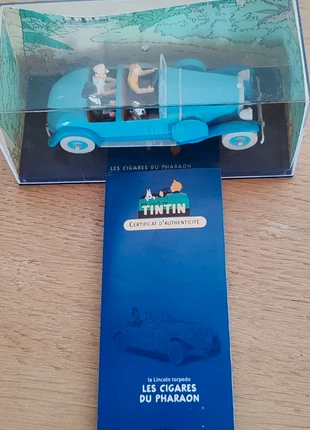 LES CIGARES DU PHARAON
TINTIN
CERTIFICAT D'AUTHENTICITÉ
la Lincoln torpedo
LES CIGARES
DU PHARAON